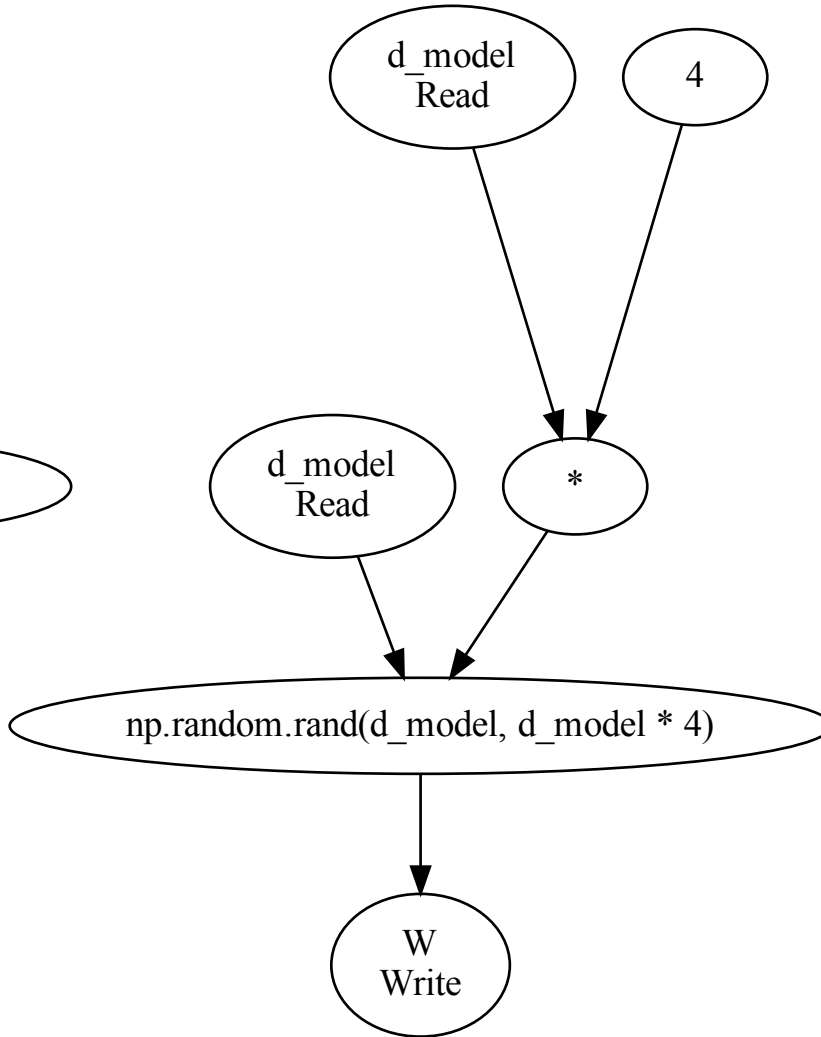 d_model
Read
4
d_model
Read
*
np.random.rand(d_model, d_model * 4)
W
Write